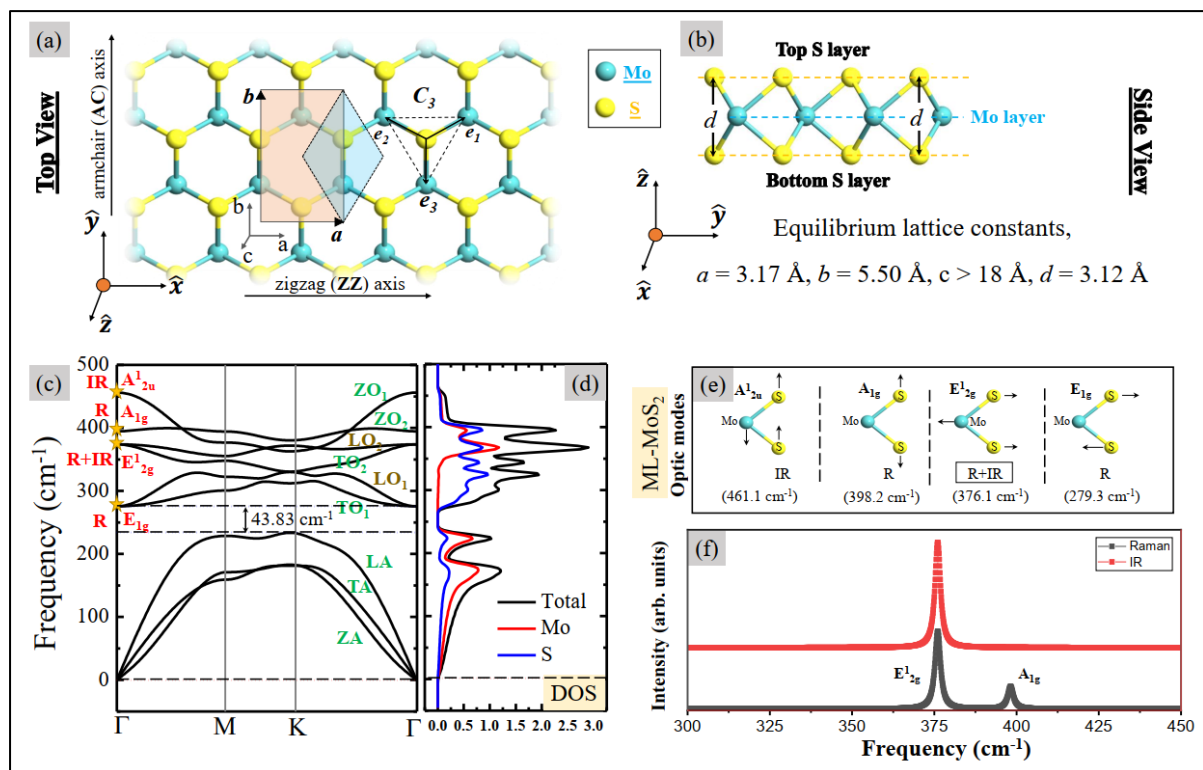 (a)
Top View
armchair (AC) axis
b
C3
e2
e1
e3
b
a
c
a
ŷ
x̂
ẑ
zigzag (ZZ) axis
Mo
S
(b)
Top S layer
d
d
Mo layer
Bottom S layer
Side View
ẑ
ŷ
x̂
Equilibrium lattice constants,
a = 3.17 Å, b = 5.50 Å, c > 18 Å, d = 3.12 Å
(c)
Frequency (cm-1)
500
400
300
200
100
0
IR A12u
R A1g
R+IR E12g
R E1g
43.83 cm-1
ZO1
ZO2
LO2
TO2
LO1
TO1
LA
TA
ZA
Γ M K Γ
(d)
Total
Mo
S
DOS
0.0 0.5 1.0 1.5 2.0 2.5 3.0
ML-MoS2
Optic modes
(e)
A12u
Mo
S
S
IR
(461.1 cm-1)
A1g
Mo
S
S
R
(398.2 cm-1)
E12g
Mo
S
S
R+IR
(376.1 cm-1)
E1g
Mo
S
S
R
(279.3 cm-1)
(f)
Raman
IR
Intensity (arb. units)
E12g
A1g
300 325 350 375 400 425 450
Frequency (cm-1)